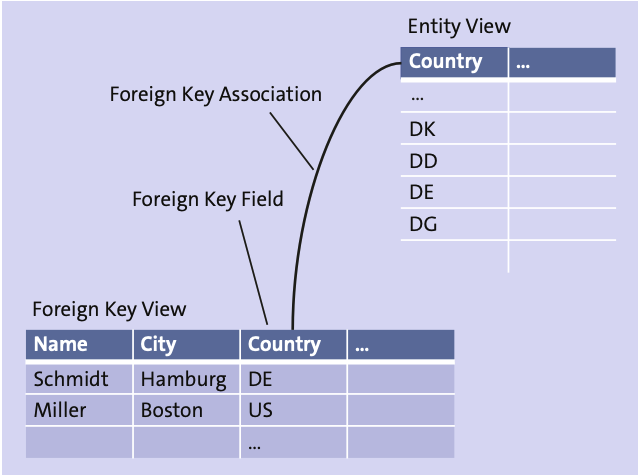 Entity View
Country ...
...
Foreign Key Association
DK
DD
DE
Foreign Key Field
DG
Foreign Key View
Name City Country ...
Schmidt Hamburg DE
Miller Boston US
...